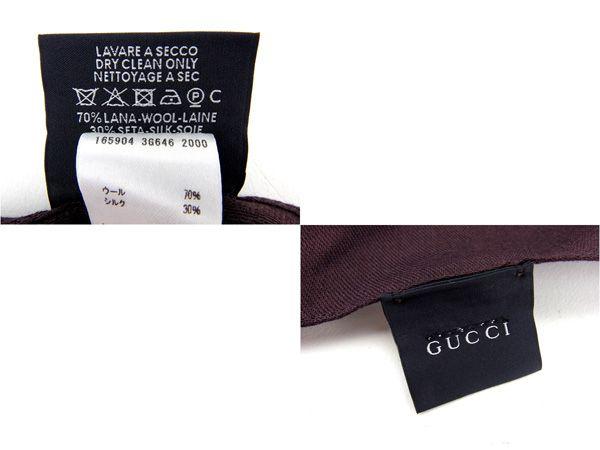 LAVARE A SECCO
DRY CLEAN ONLY
NETTOYAGE A SEC
P C
70% LANA-WOOL-LAINE
30% SETA-SILK-SOIE
165904 3G646 2000
ウール 70%
シルク 30%
GUCCI